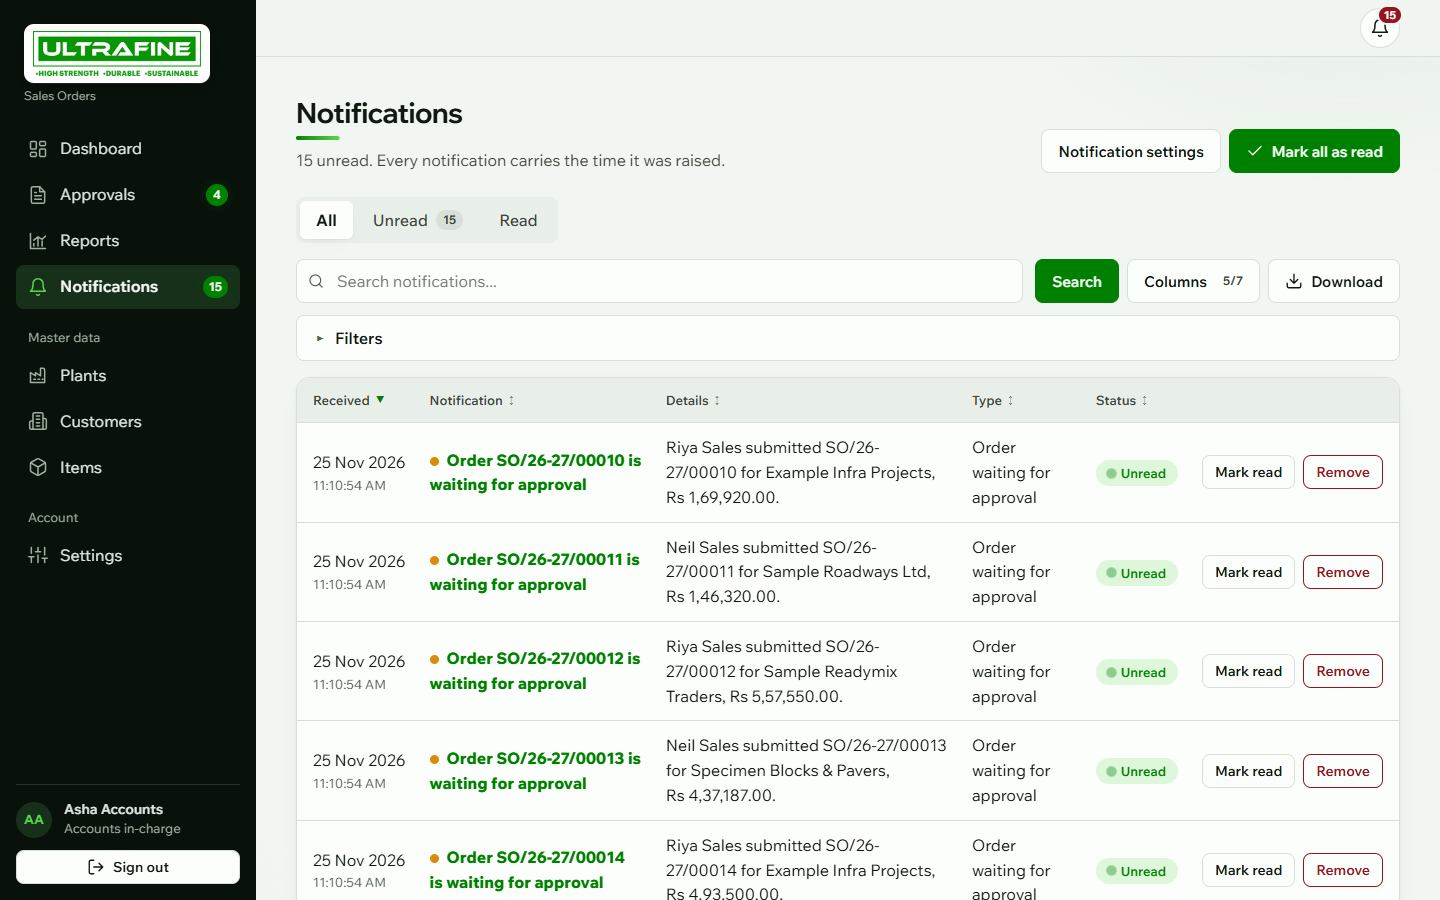 ULTRAFINE
•HIGH STRENGTH •DURABLE •SUSTAINABLE
Sales Orders
Dashboard
Approvals 4
Reports
Notifications 15
Master data
Plants
Customers
Items
Account
Settings
AA
Asha Accounts
Accounts in-charge
Sign out
15
Notifications
15 unread. Every notification carries the time it was raised.
Notification settings
Mark all as read
All
Unread 15
Read
Search notifications...
Search
Columns 5/7
Download
Filters
Received Notification Details Type Status
25 Nov 2026
11:10:54 AM
Order SO/26-27/00010 is
waiting for approval
Riya Sales submitted SO/26-
27/00010 for Example Infra Projects,
Rs 1,69,920.00.
Order
waiting for
approval
Unread
Mark read
Remove
25 Nov 2026
11:10:54 AM
Order SO/26-27/00011 is
waiting for approval
Neil Sales submitted SO/26-
27/00011 for Sample Roadways Ltd,
Rs 1,46,320.00.
Order
waiting for
approval
Unread
Mark read
Remove
25 Nov 2026
11:10:54 AM
Order SO/26-27/00012 is
waiting for approval
Riya Sales submitted SO/26-
27/00012 for Sample Readymix
Traders, Rs 5,57,550.00.
Order
waiting for
approval
Unread
Mark read
Remove
25 Nov 2026
11:10:54 AM
Order SO/26-27/00013 is
waiting for approval
Neil Sales submitted SO/26-27/00013
for Specimen Blocks & Pavers,
Rs 4,37,187.00.
Order
waiting for
approval
Unread
Mark read
Remove
25 Nov 2026
11:10:54 AM
Order SO/26-27/00014
is waiting for approval
Riya Sales submitted SO/26-
27/00014 for Example Infra Projects,
Rs 4,93,500.00.
Order
waiting for
approval
Unread
Mark read
Remove